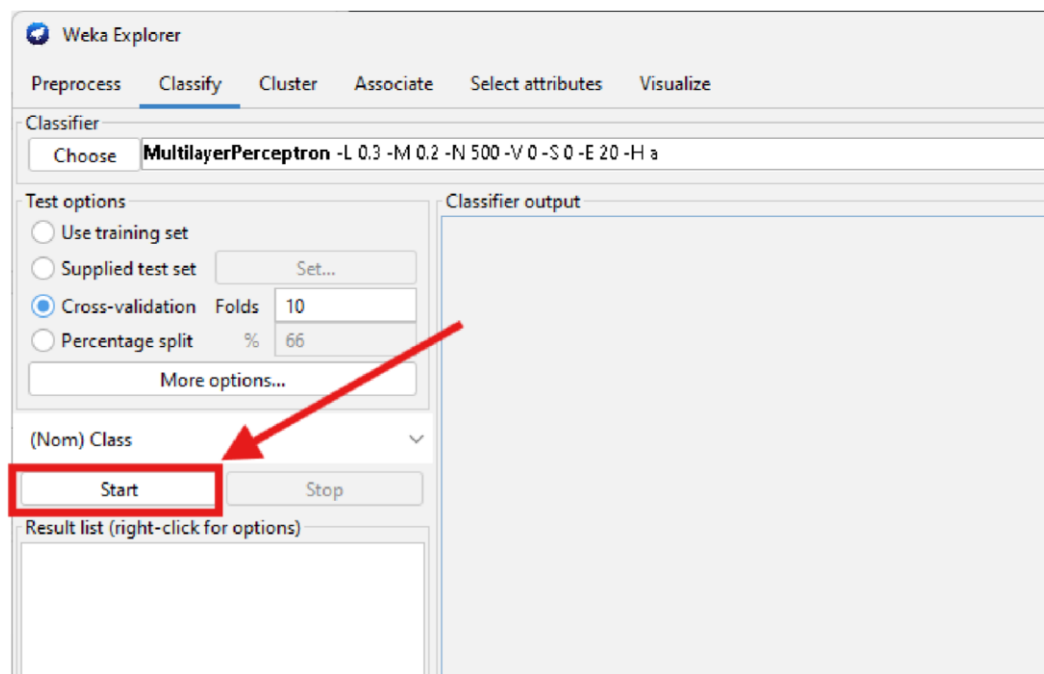 Weka Explorer
Preprocess Classify Cluster Associate Select attributes Visualize
Classifier
Choose MultilayerPerceptron -L 0.3 -M 0.2 -N 500 -V 0 -S 0 -E 20 -H a
Test options
Use training set
Supplied test set Set...
Cross-validation Folds 10
Percentage split % 66
More options...
(Nom) Class
Start Stop
Result list (right-click for options)
Classifier output